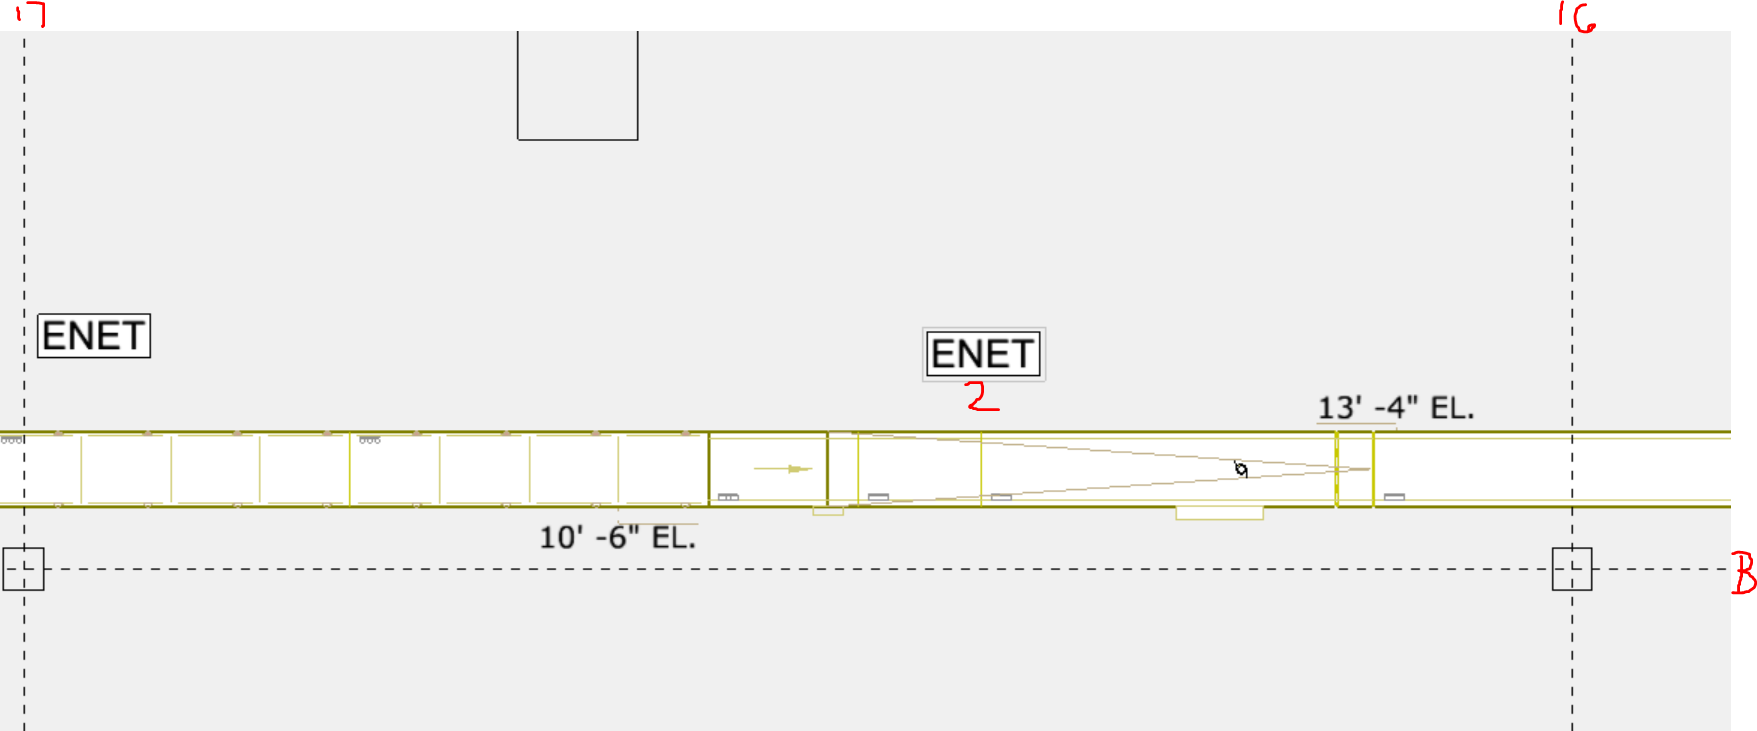 17 16
ENET
ENET
2
13' -4" EL.
10' -6" EL.
B